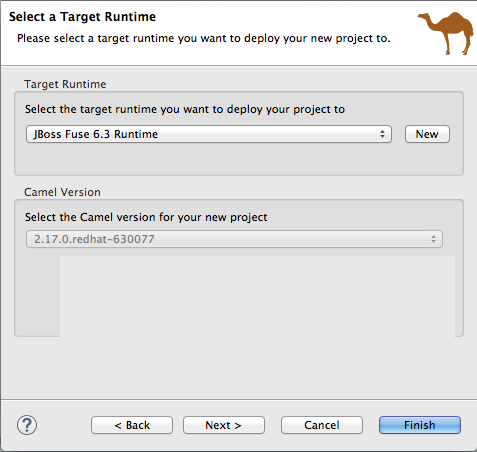 Select a Target Runtime
Please select a target runtime you want to deploy your new project to.
Target Runtime
Select the target runtime you want to deploy your project to
JBoss Fuse 6.3 Runtime
New
Camel Version
Select the Camel version for your new project
2.17.0.redhat-630077
?
< Back
Next >
Cancel
Finish